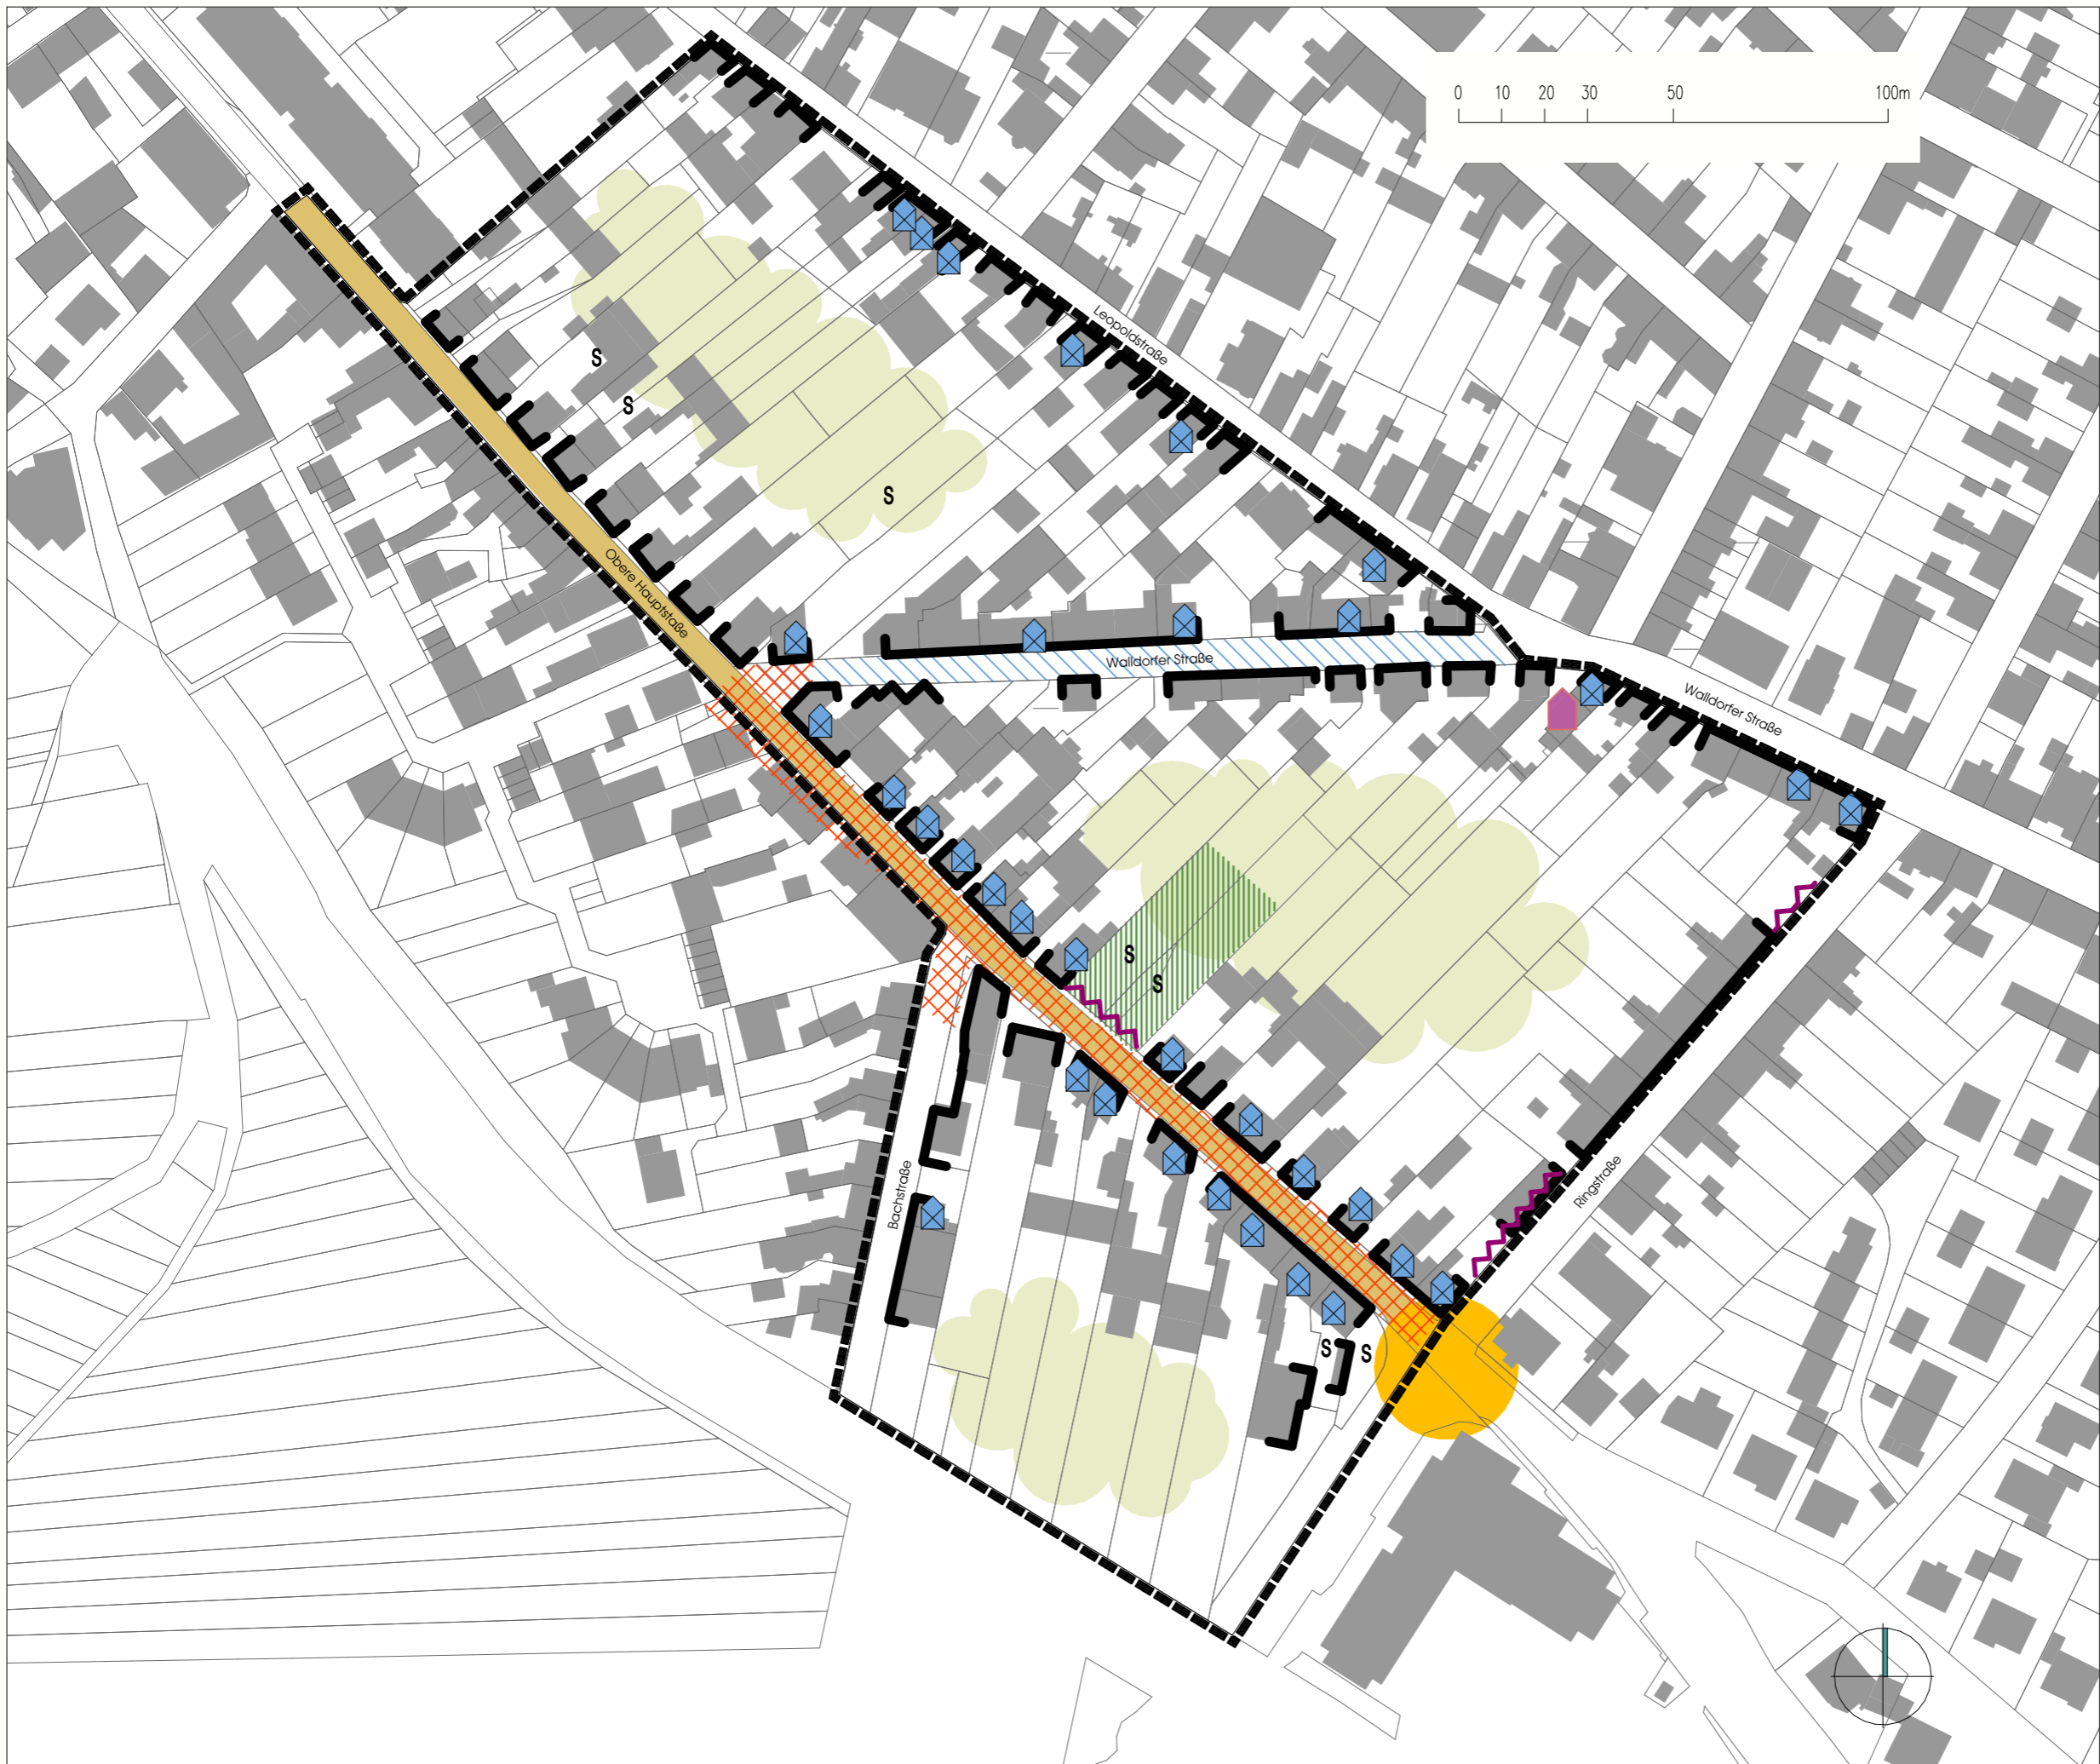 0 10 20 30 50 100m
Leopoldstraße
S
S
S
Obere Hauptstraße
Walldorfer Straße
Walldorfer Straße
S
S
Bachstraße
Ringstraße
S
S